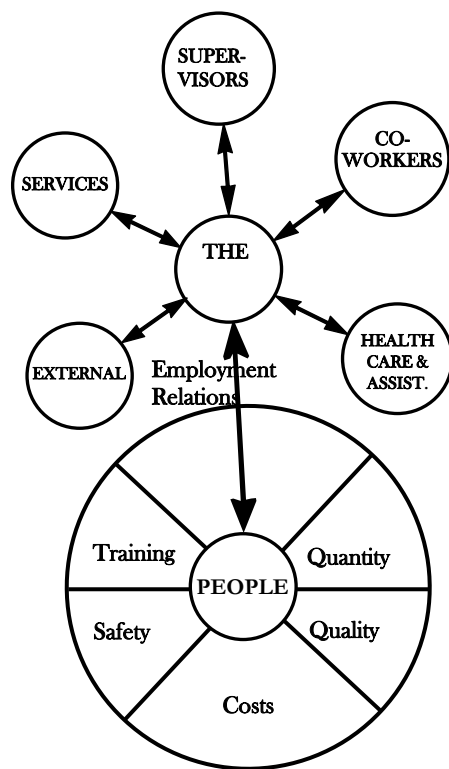 SUPER-
VISORS
CO-
WORKERS
SERVICES
THE
EXTERNAL
HEALTH
CARE &
ASSIST.
Employment
Relations
Training
Quantity
PEOPLE
Safety
Quality
Costs